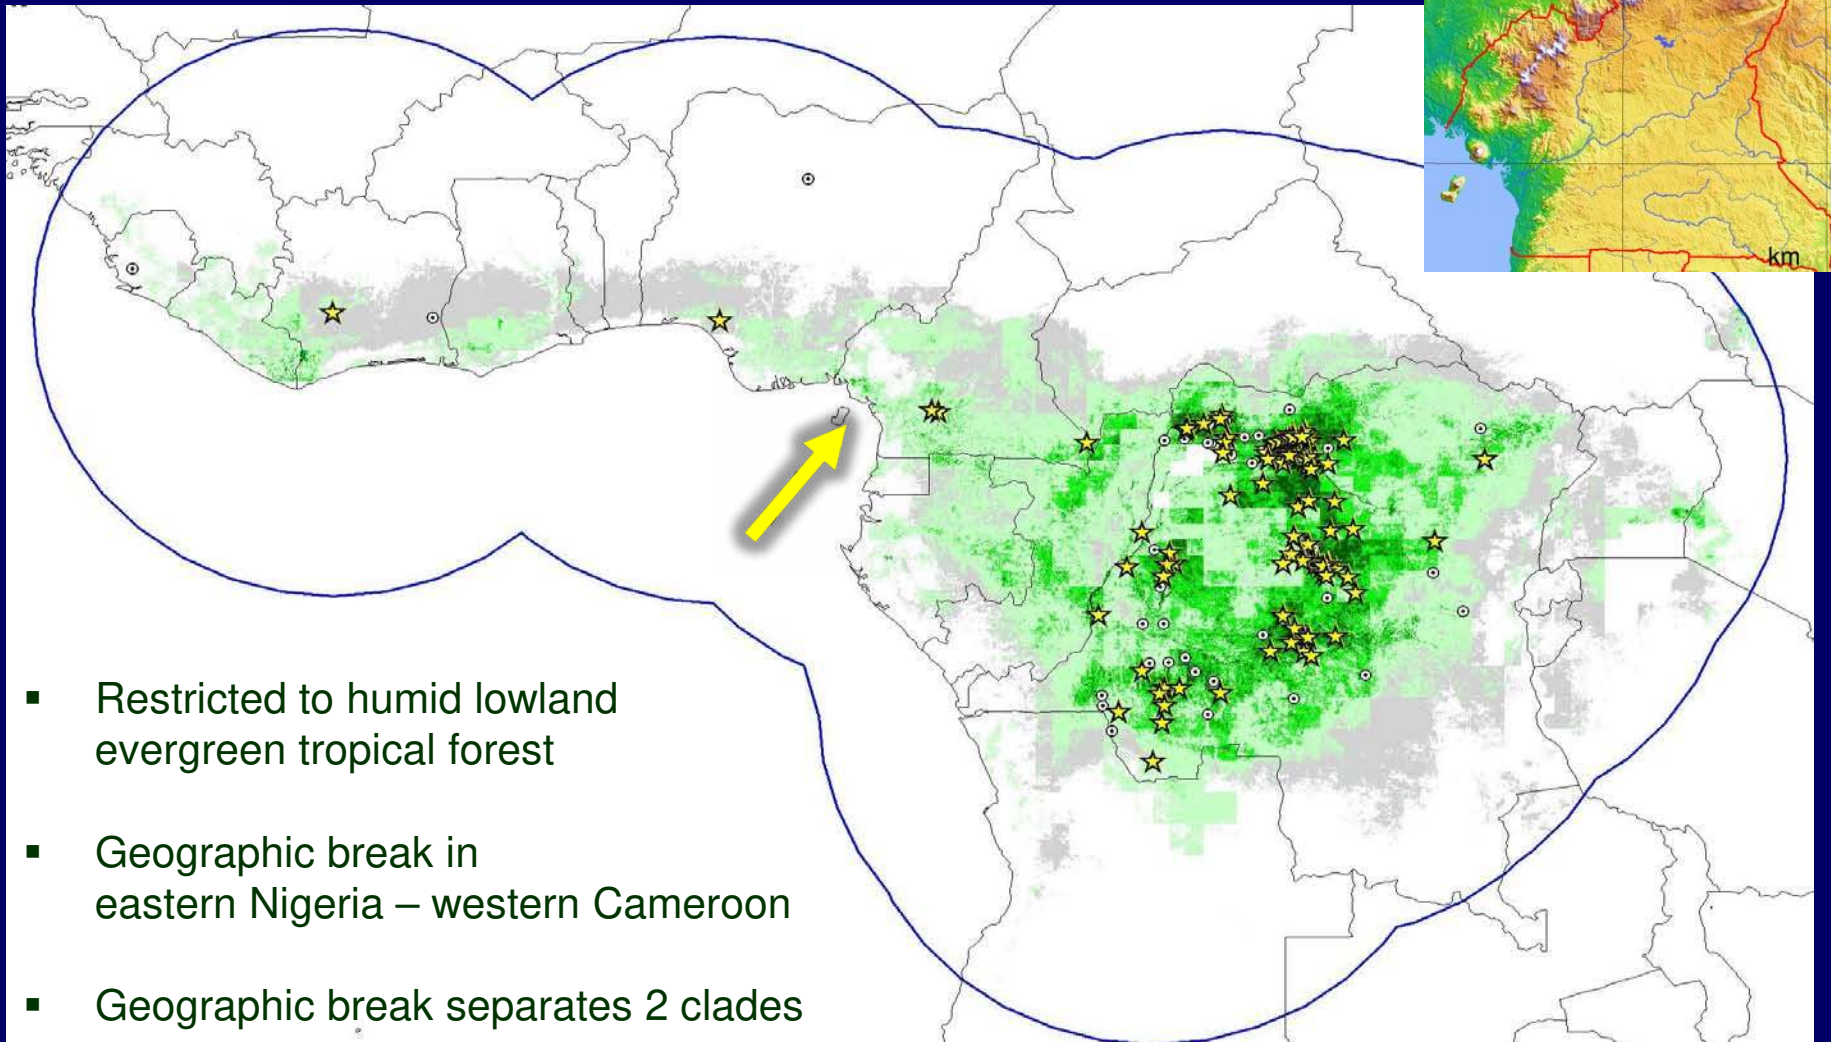 km
▪ Restricted to humid lowland
evergreen tropical forest
▪ Geographic break in
eastern Nigeria – western Cameroon
▪ Geographic break separates 2 clades